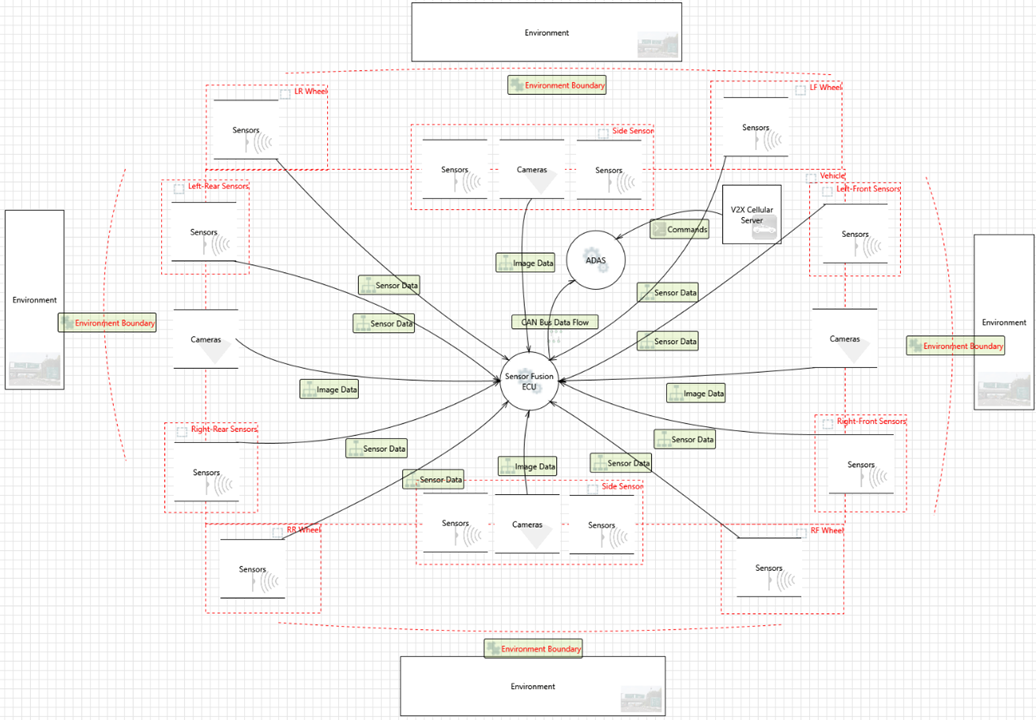 Environment
Environment Boundary
LR Wheel
LF Wheel
Sensors
Sensors
Side Sensor
Sensors
Cameras
Sensors
Vehicle
Left-Rear Sensors
Left-Front Sensors
Sensors
V2X Cellular
Server
Commands
Sensors
ADAS
Image Data
Sensor Data
Sensor Data
Environment
Environment Boundary
Sensor Data
CAN Bus Data Flow
Environment
Environment Boundary
Cameras
Sensor Data
Cameras
Sensor Fusion
ECU
Image Data
Image Data
Right-Rear Sensors
Right-Front Sensors
Sensor Data
Sensor Data
Sensors
Sensor Data
Image Data
Sensor Data
Sensors
Side Sensor
Sensors
Cameras
Sensors
RR Wheel
RF Wheel
Sensors
Sensors
Environment Boundary
Environment